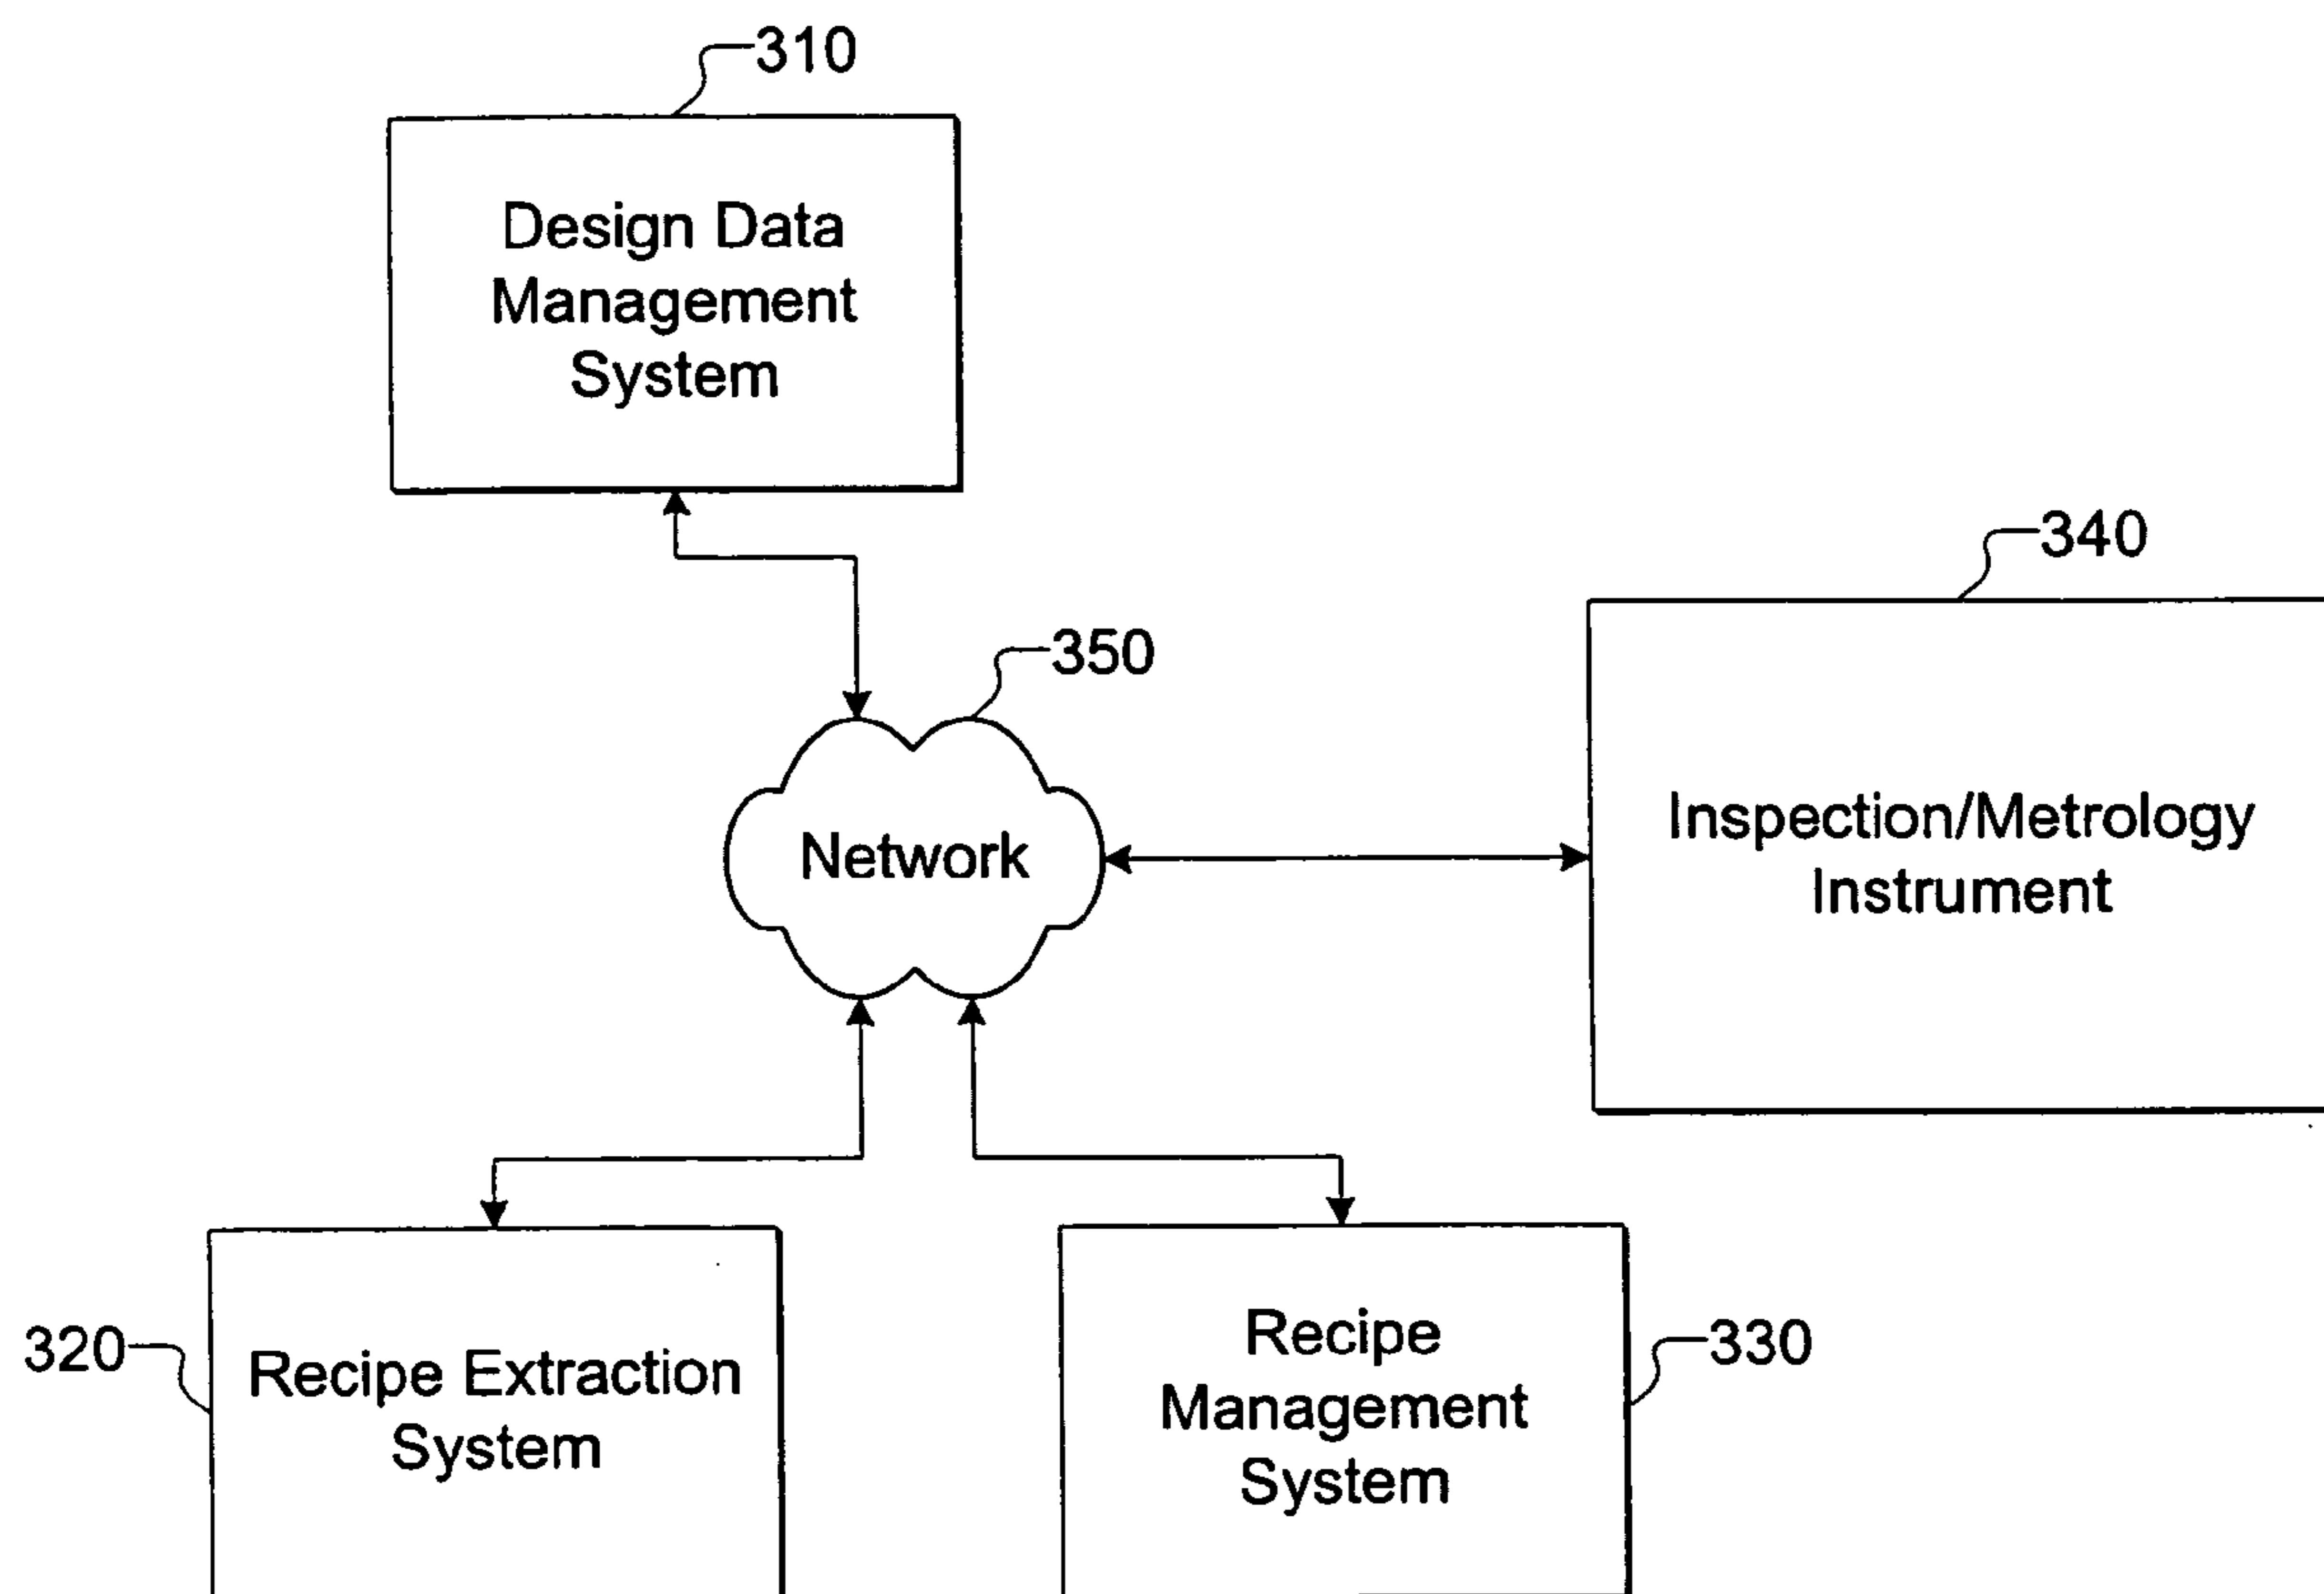 310
Design Data
Management
System
340
350
Network
Inspection/Metrology
Instrument
320
Recipe Extraction
System
Recipe
Management
System
330